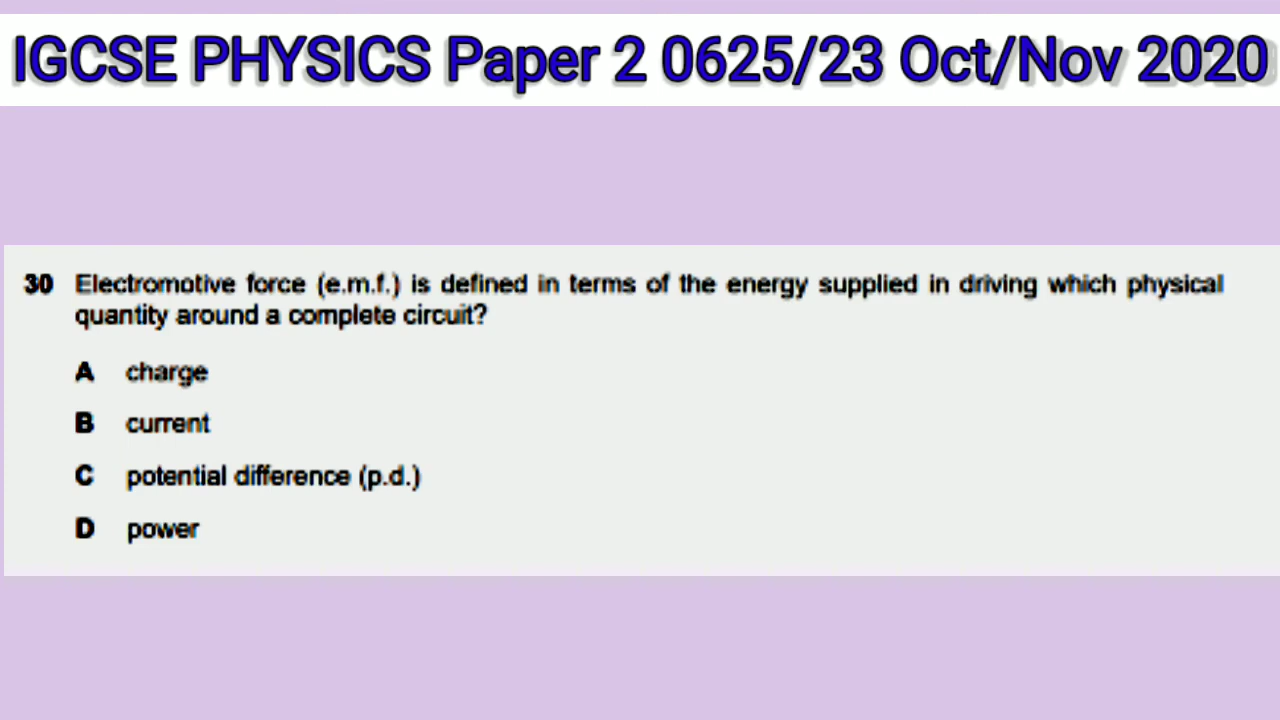 IGCSE PHYSICS Paper 2 0625/23 Oct/Nov 2020
30 Electromotive force (e.m.f.) is defined in terms of the energy supplied in driving which physical
quantity around a complete circuit?
A charge
B current
C potential difference (p.d.)
D power